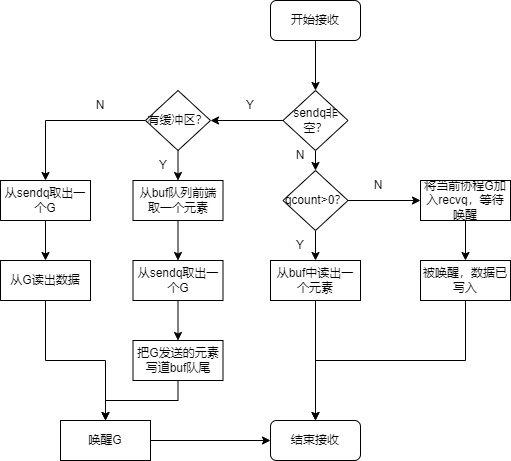 开始接收
sendq非
空?
Y
有缓冲区?
N
Y
N
从sendq取出一
个G
从buf队列前端
取一个元素
qcount>0?
N
将当前协程G加
入recvq，等待
唤醒
Y
从G读出数据
从sendq取出一
个G
从buf中读出一
个元素
被唤醒，数据已
写入
把G发送的元素
写道buf队尾
唤醒G
结束接收